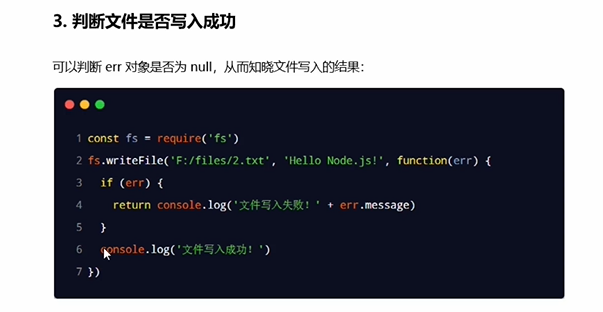 3. 判断文件是否写入成功
可以判断 err 对象是否为 null，从而知晓文件写入的结果：
1 const fs = require('fs')
2 fs.writeFile('F:/files/2.txt', 'Hello Node.js!', function(err) {
3   if (err) {
4     return console.log('文件写入失败！' + err.message)
5   }
6   console.log('文件写入成功！')
7 })